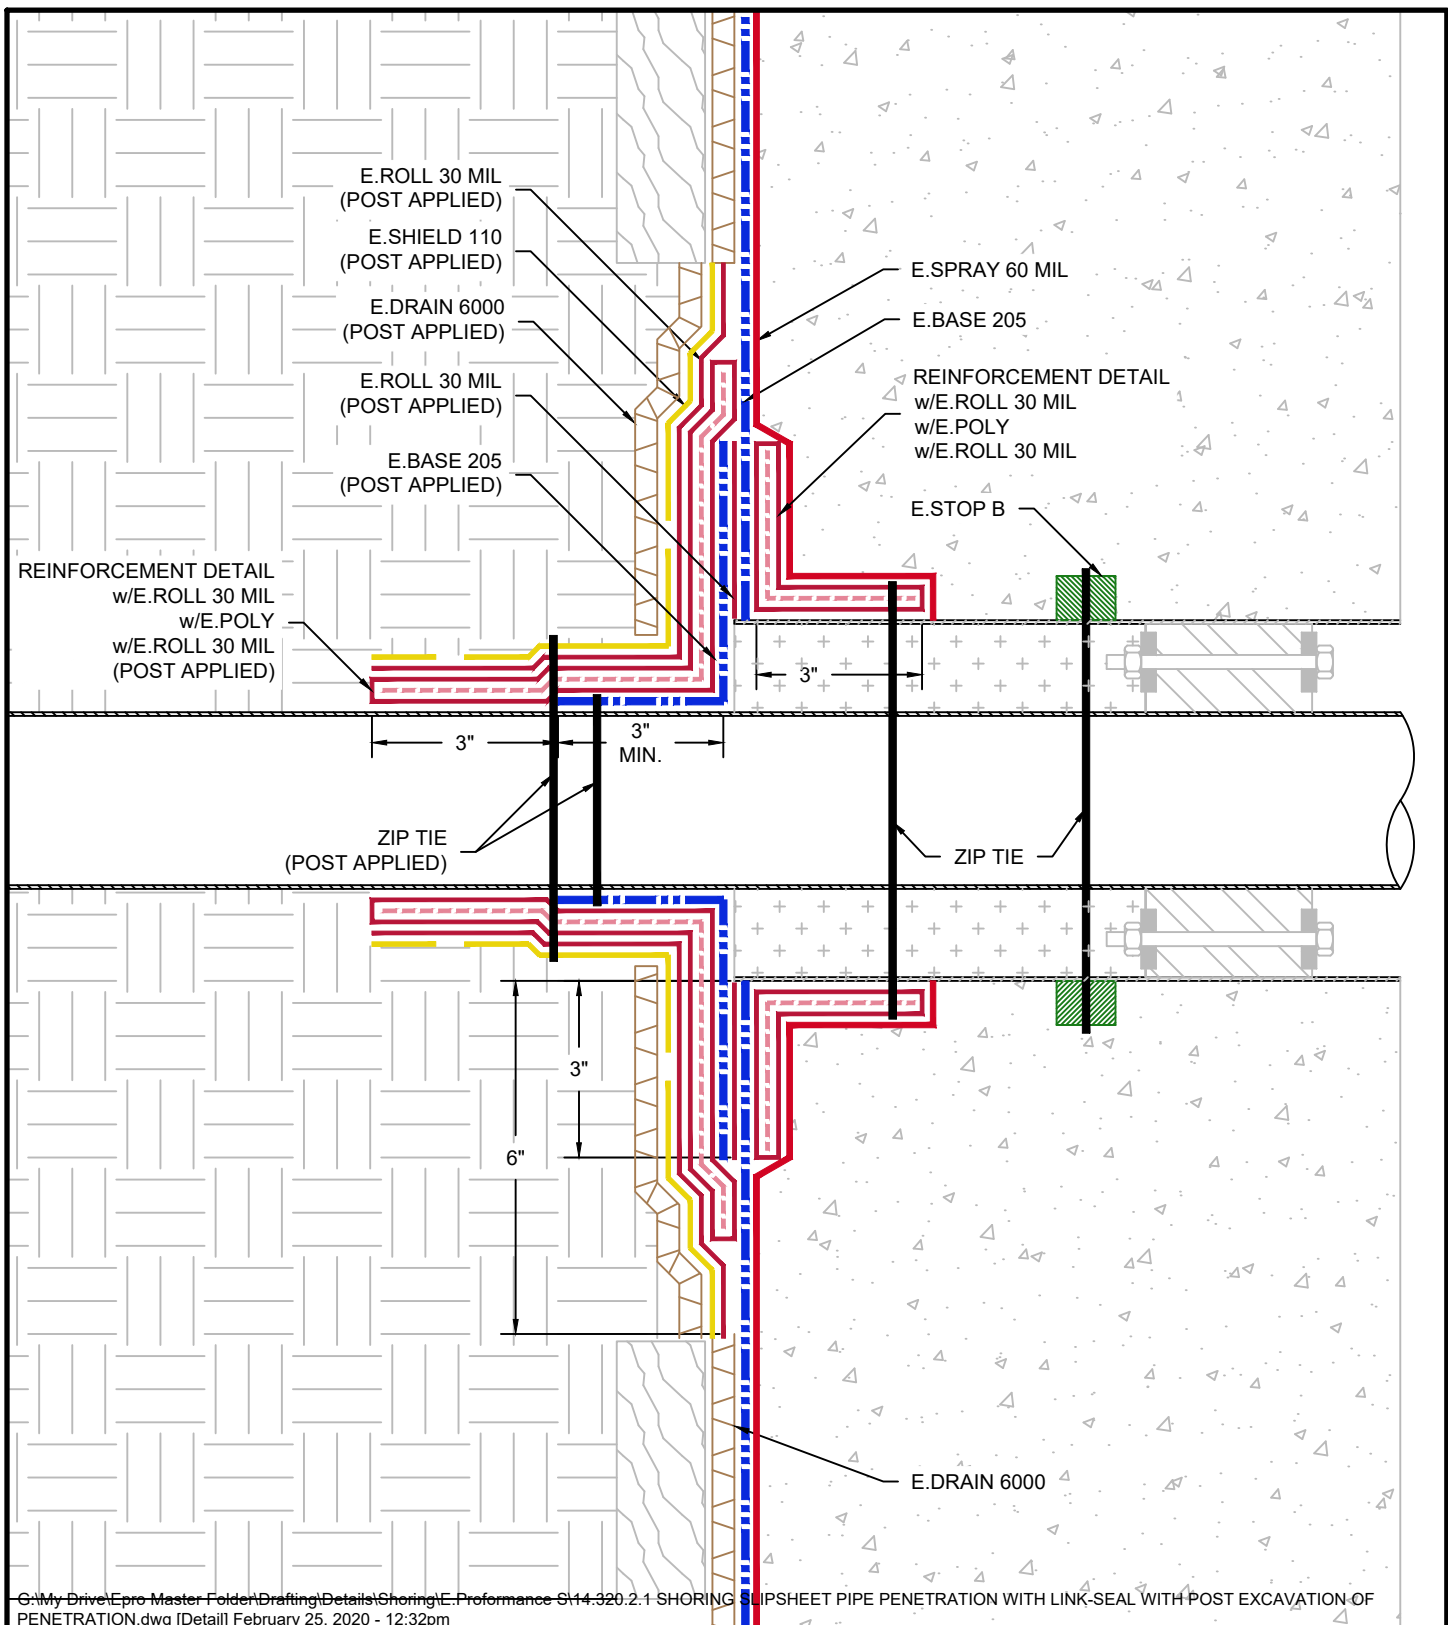 E.ROLL 30 MIL
(POST APPLIED)
E.SHIELD 110
(POST APPLIED)
E.DRAIN 6000
(POST APPLIED)
E.ROLL 30 MIL
(POST APPLIED)
E.BASE 205
(POST APPLIED)
REINFORCEMENT DETAIL
w/E.ROLL 30 MIL
w/E.POLY
w/E.ROLL 30 MIL
(POST APPLIED)
E.SPRAY 60 MIL
E.BASE 205
REINFORCEMENT DETAIL
w/E.ROLL 30 MIL
w/E.POLY
w/E.ROLL 30 MIL
E.STOP B
3"
3"
3"
MIN.
ZIP TIE
(POST APPLIED)
ZIP TIE
3"
6"
E.DRAIN 6000
G:\My Drive\Epro Master Folder\Drafting\Details\Shoring\E.Proformance S\14.320.2.1 SHORING SLIPSHEET PIPE PENETRATION WITH LINK-SEAL WITH POST EXCAVATION OF
PENETRATION.dwg [Detail] February 25, 2020 - 12:32pm